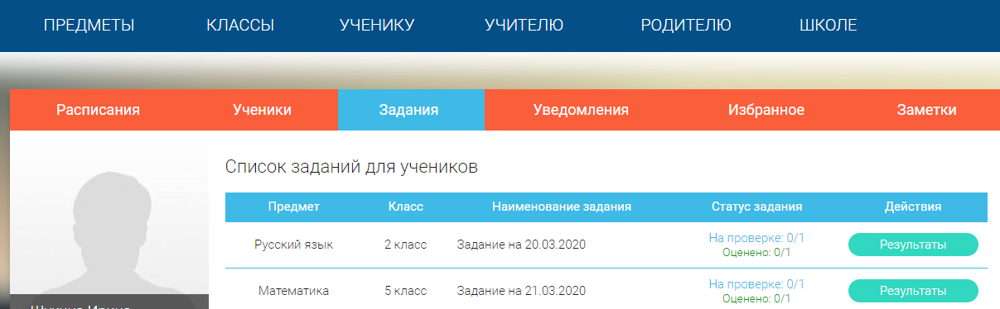 ПРЕДМЕТЫ КЛАССЫ УЧЕНИКУ УЧИТЕЛЮ РОДИТЕЛЮ ШКОЛЕ
Расписания Ученики Задания Уведомления Избранное Заметки
Список заданий для учеников
Предмет Класс Наименование задания Статус задания Действия
Русский язык 2 класс Задание на 20.03.2020 На проверке: 0/1 Результаты
Оценено: 0/1
Математика 5 класс Задание на 21.03.2020 На проверке: 0/1 Результаты
Оценено: 0/1